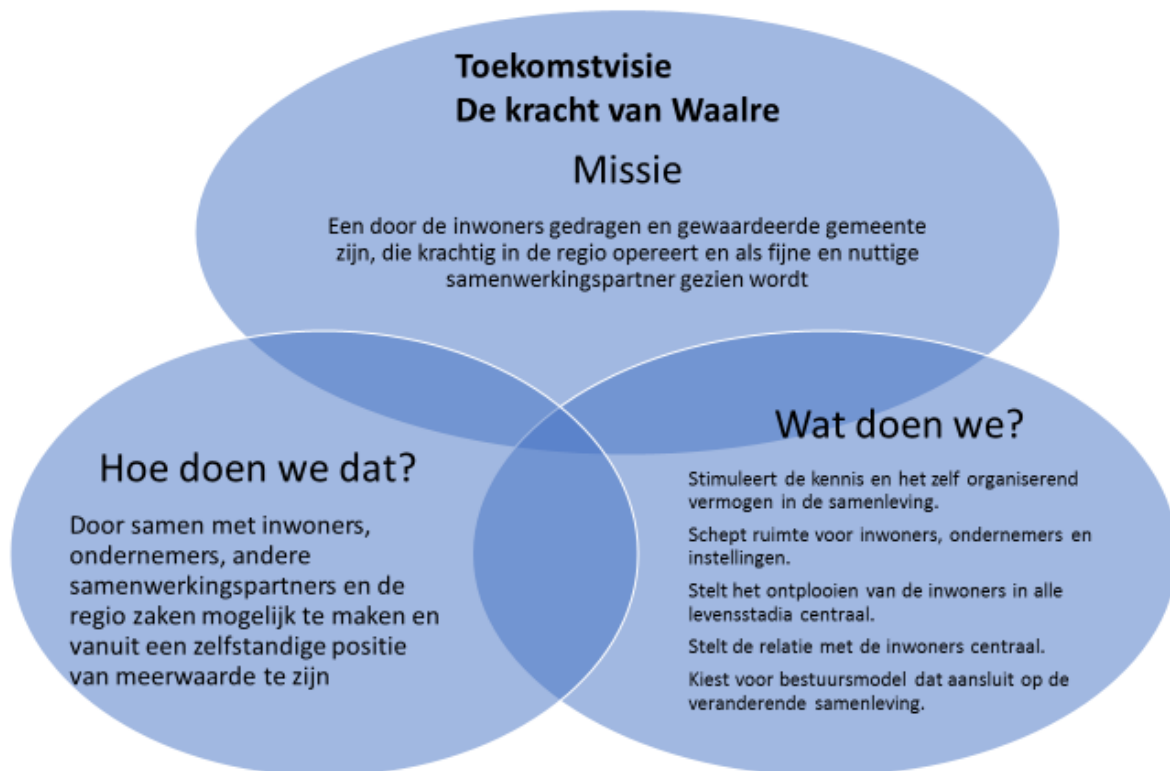 Toekomstvisie
De kracht van Waalre
Missie
Een door de inwoners gedragen en gewaardeerde gemeente
zijn, die krachtig in de regio opereert en als fijne en nuttige
samenwerkingspartner gezien wordt
Hoe doen we dat?
Door samen met inwoners,
ondernemers, andere
samenwerkingspartners en de
regio zaken mogelijk te maken en
vanuit een zelfstandige positie
van meerwaarde te zijn
Wat doen we?
Stimuleert de kennis en het zelf organiserend
vermogen in de samenleving.
Schept ruimte voor inwoners, ondernemers en
instellingen.
Stelt het ontplooien van de inwoners in alle
levensstadia centraal.
Stelt de relatie met de inwoners centraal.
Kiest voor bestuursmodel dat aansluit op de
veranderende samenleving.